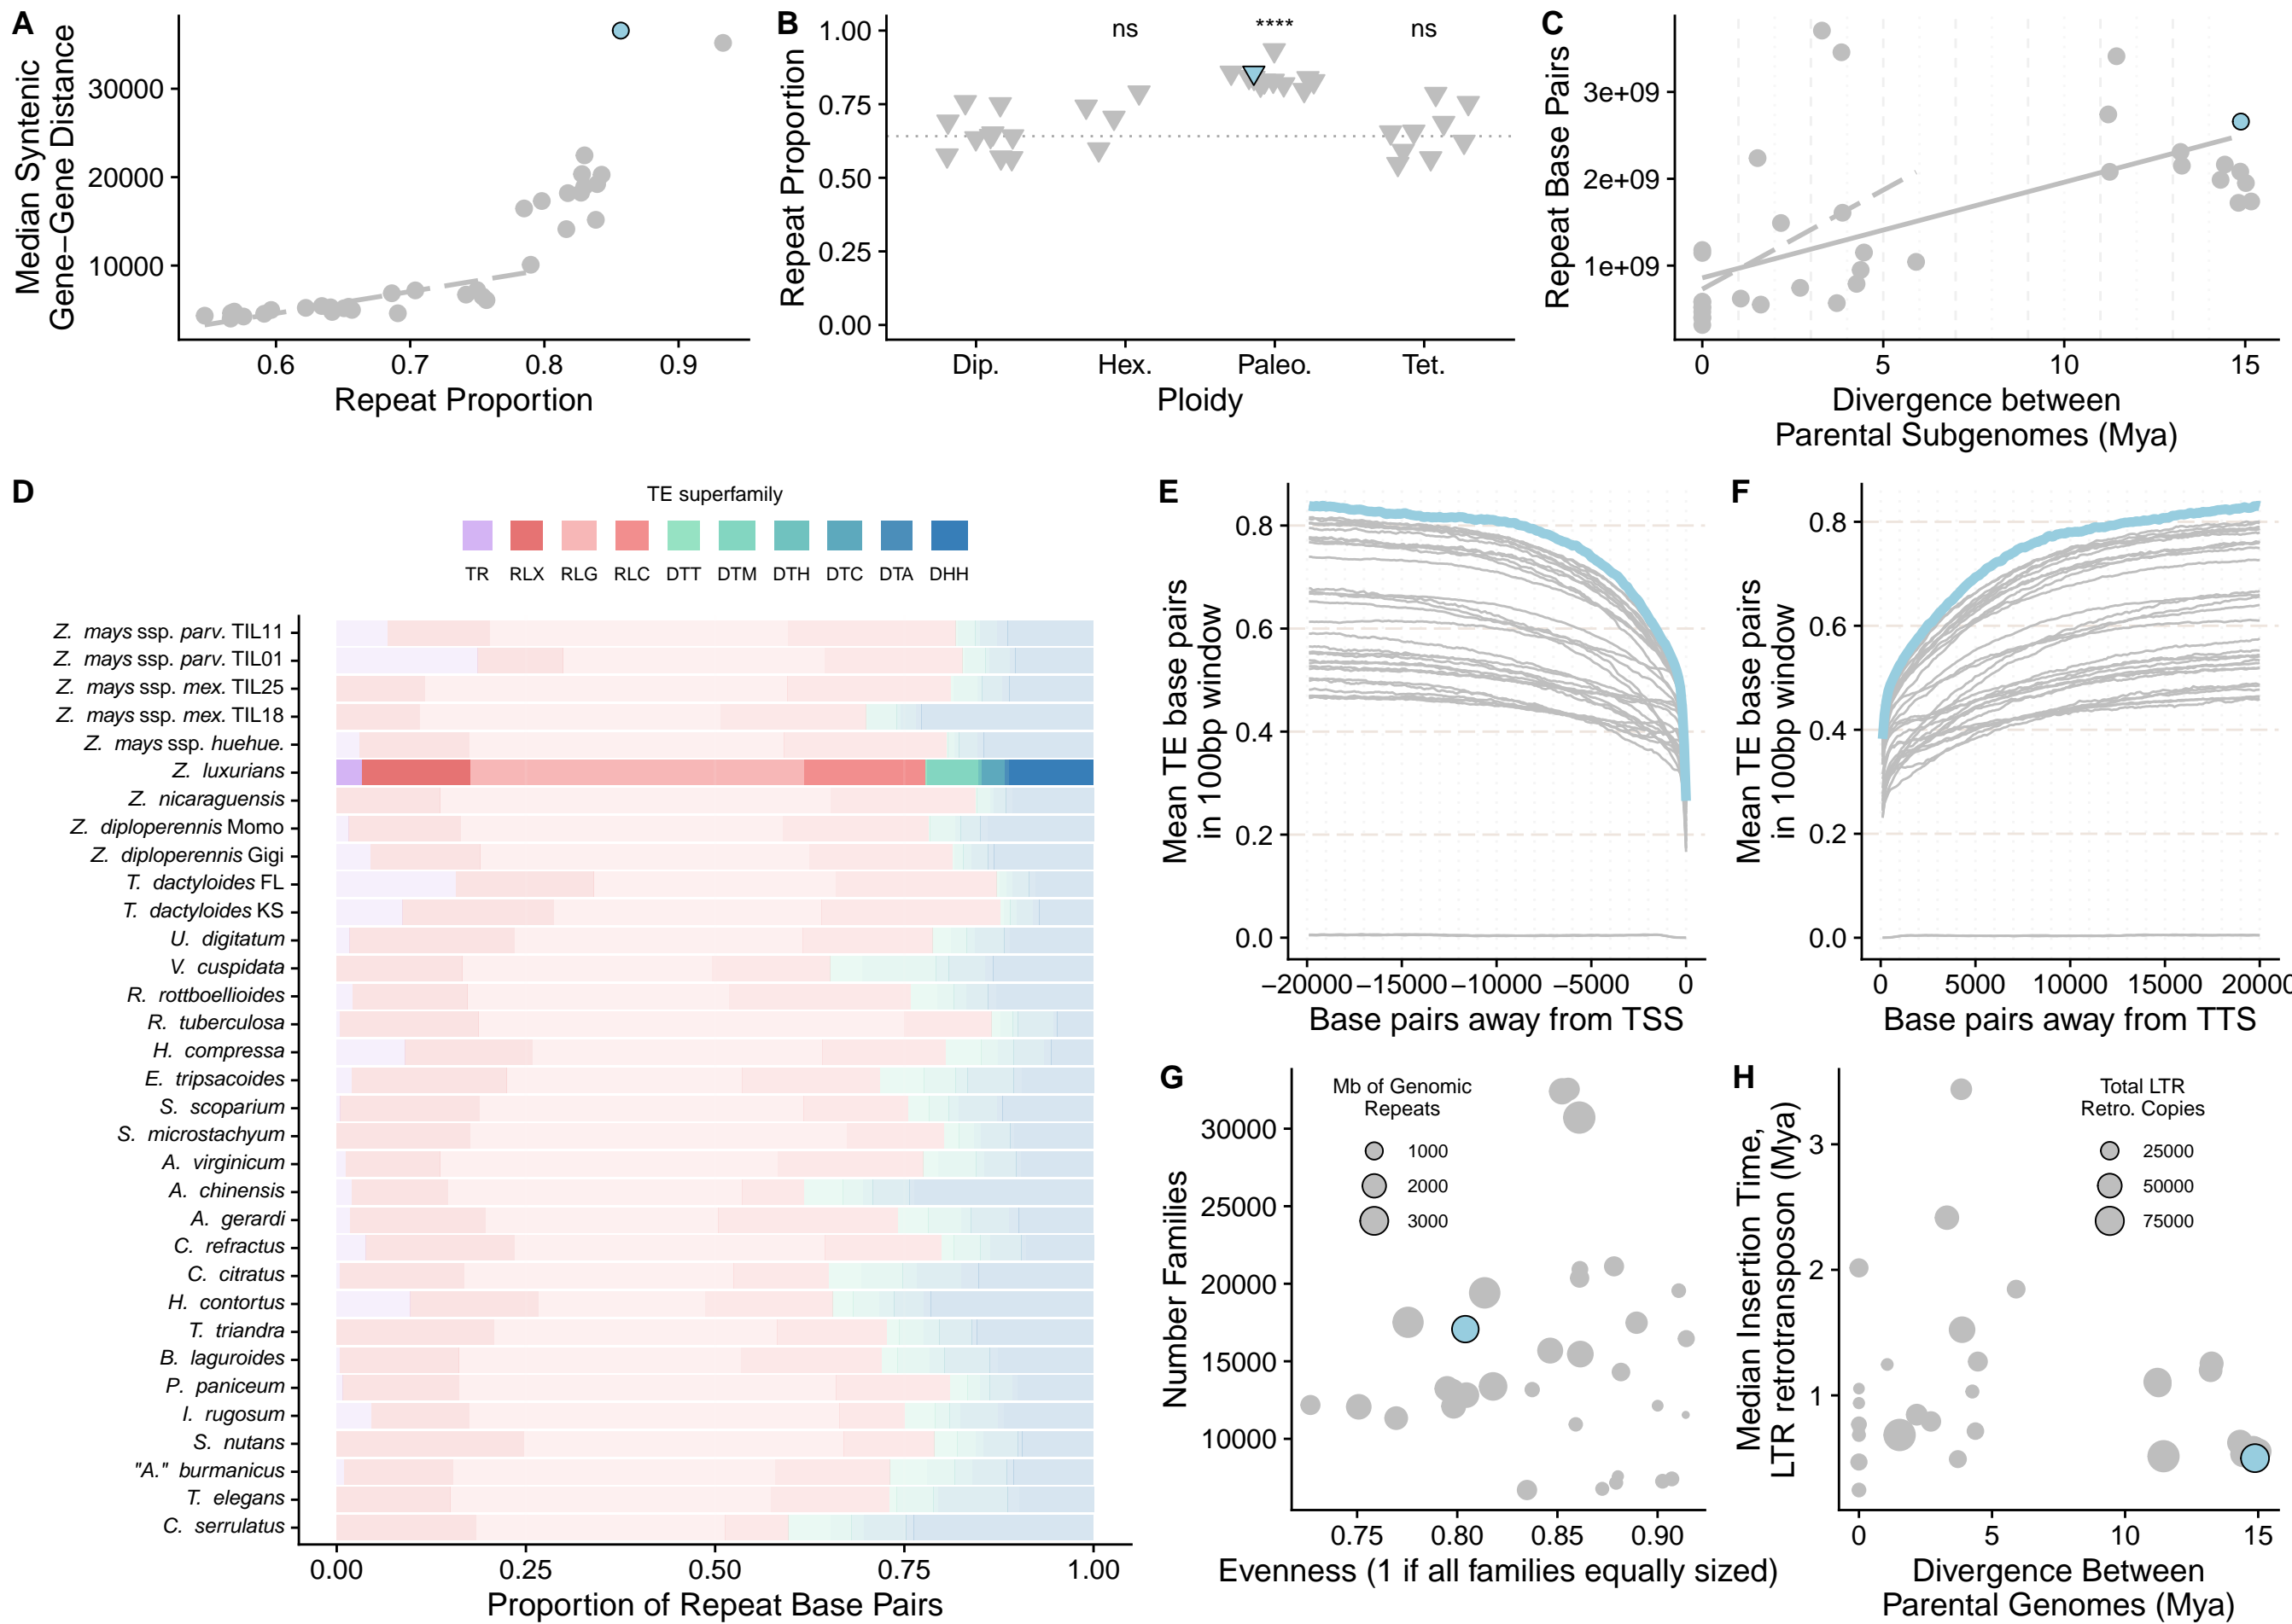 A
Median Syntenic
Gene−Gene Distance
30000
20000
10000
0.6 0.7 0.8 0.9
Repeat Proportion
B
Repeat Proportion
1.00
0.75
0.50
0.25
0.00
ns **** ns
Dip. Hex. Paleo. Tet.
Ploidy
C
Repeat Base Pairs
3e+09
2e+09
1e+09
0 5 10 15
Divergence between
Parental Subgenomes (Mya)
D
TE superfamily
TR RLX RLG RLC DTT DTM DTH DTC DTA DHH
Z. mays ssp. parv. TIL11
Z. mays ssp. parv. TIL01
Z. mays ssp. mex. TIL25
Z. mays ssp. mex. TIL18
Z. mays ssp. huehue.
Z. luxurians
Z. nicaraguensis
Z. diploperennis Momo
Z. diploperennis Gigi
T. dactyloides FL
T. dactyloides KS
U. digitatum
V. cuspidata
R. rottboellioides
R. tuberculosa
H. compressa
E. tripsacoides
S. scoparium
S. microstachyum
A. virginicum
A. chinensis
A. gerardi
C. refractus
C. citratus
H. contortus
T. triandra
B. laguroides
P. paniceum
I. rugosum
S. nutans
"A." burmanicus
T. elegans
C. serrulatus
0.00 0.25 0.50 0.75 1.00
Proportion of Repeat Base Pairs
E
Mean TE base pairs
in 100bp window
0.8
0.6
0.4
0.2
0.0
−20000 −15000 −10000 −5000 0
Base pairs away from TSS
F
Mean TE base pairs
in 100bp window
0.8
0.6
0.4
0.2
0.0
0 5000 10000 15000 20000
Base pairs away from TTS
G
Number Families
30000
25000
20000
15000
10000
Mb of Genomic
Repeats
1000
2000
3000
0.75 0.80 0.85 0.90
Evenness (1 if all families equally sized)
H
Median Insertion Time,
LTR retrotransposon (Mya)
3
2
1
Total LTR
Retro. Copies
25000
50000
75000
0 5 10 15
Divergence Between
Parental Genomes (Mya)